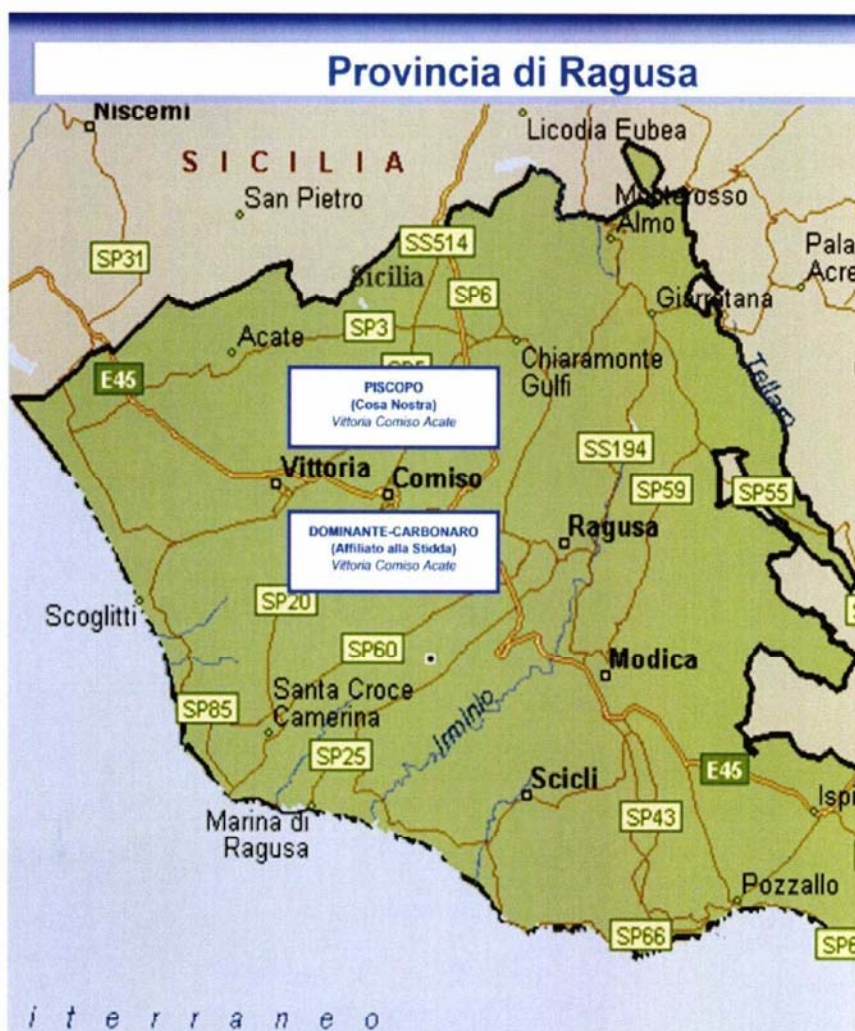 Provincia di Ragusa
Niscemi
Licodia Eubea
SICILIA
San Pietro
Monterosso
Almo
SS514
SP31
Sicilia
SP6
Giarratana
SP3
Acate
Chiaramonte
Gulfi
Tellaro
E45
PISCOPO
(Cosa Nostra)
Vittoria Comiso Acate
SS194
Vittoria
Comiso
SP59
SP55
DOMINANTE-CARBONARO
(Affiliato alla Stidda)
Vittoria Comiso Acate
Ragusa
Scoglitti
SP20
SP60
Modica
Santa Croce
Camerina
SP85
Irminio
SP25
E45
Scicli
Marina di
Ragusa
SP43
Pozzallo
SP66